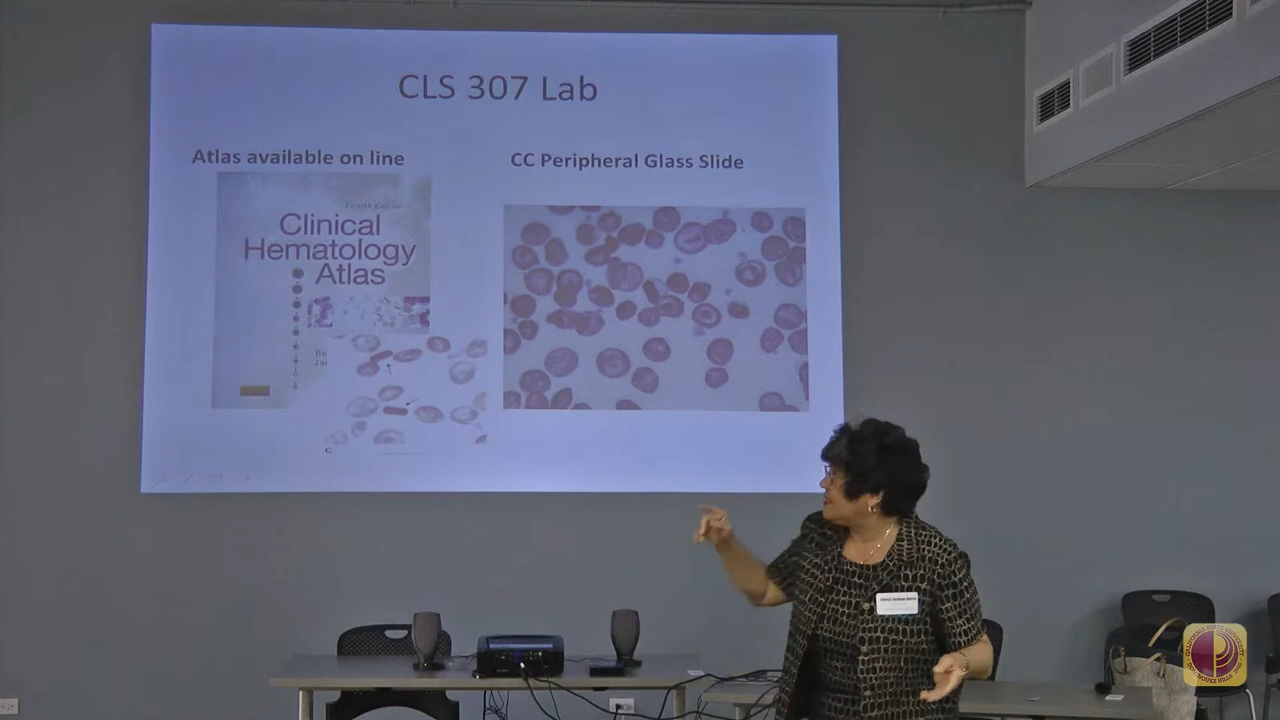 CLS 307 Lab
Atlas available on line
CC Peripheral Glass Slide
Fourth Edition
Clinical
Hematology
Atlas
C